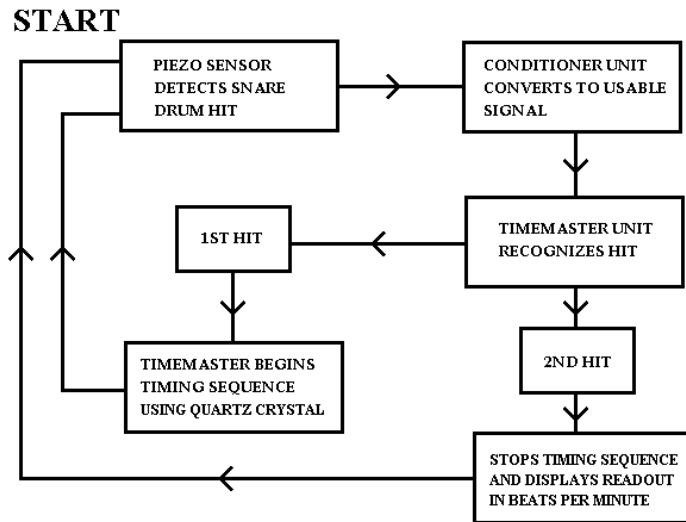 START
PIEZO SENSOR
DETECTS SNARE
DRUM HIT
CONDITIONER UNIT
CONVERTS TO USABLE
SIGNAL
TIMEMASTER UNIT
RECOGNIZES HIT
1ST HIT
TIMEMASTER BEGINS
TIMING SEQUENCE
USING QUARTZ CRYSTAL
2ND HIT
STOPS TIMING SEQUENCE
AND DISPLAYS READOUT
IN BEATS PER MINUTE